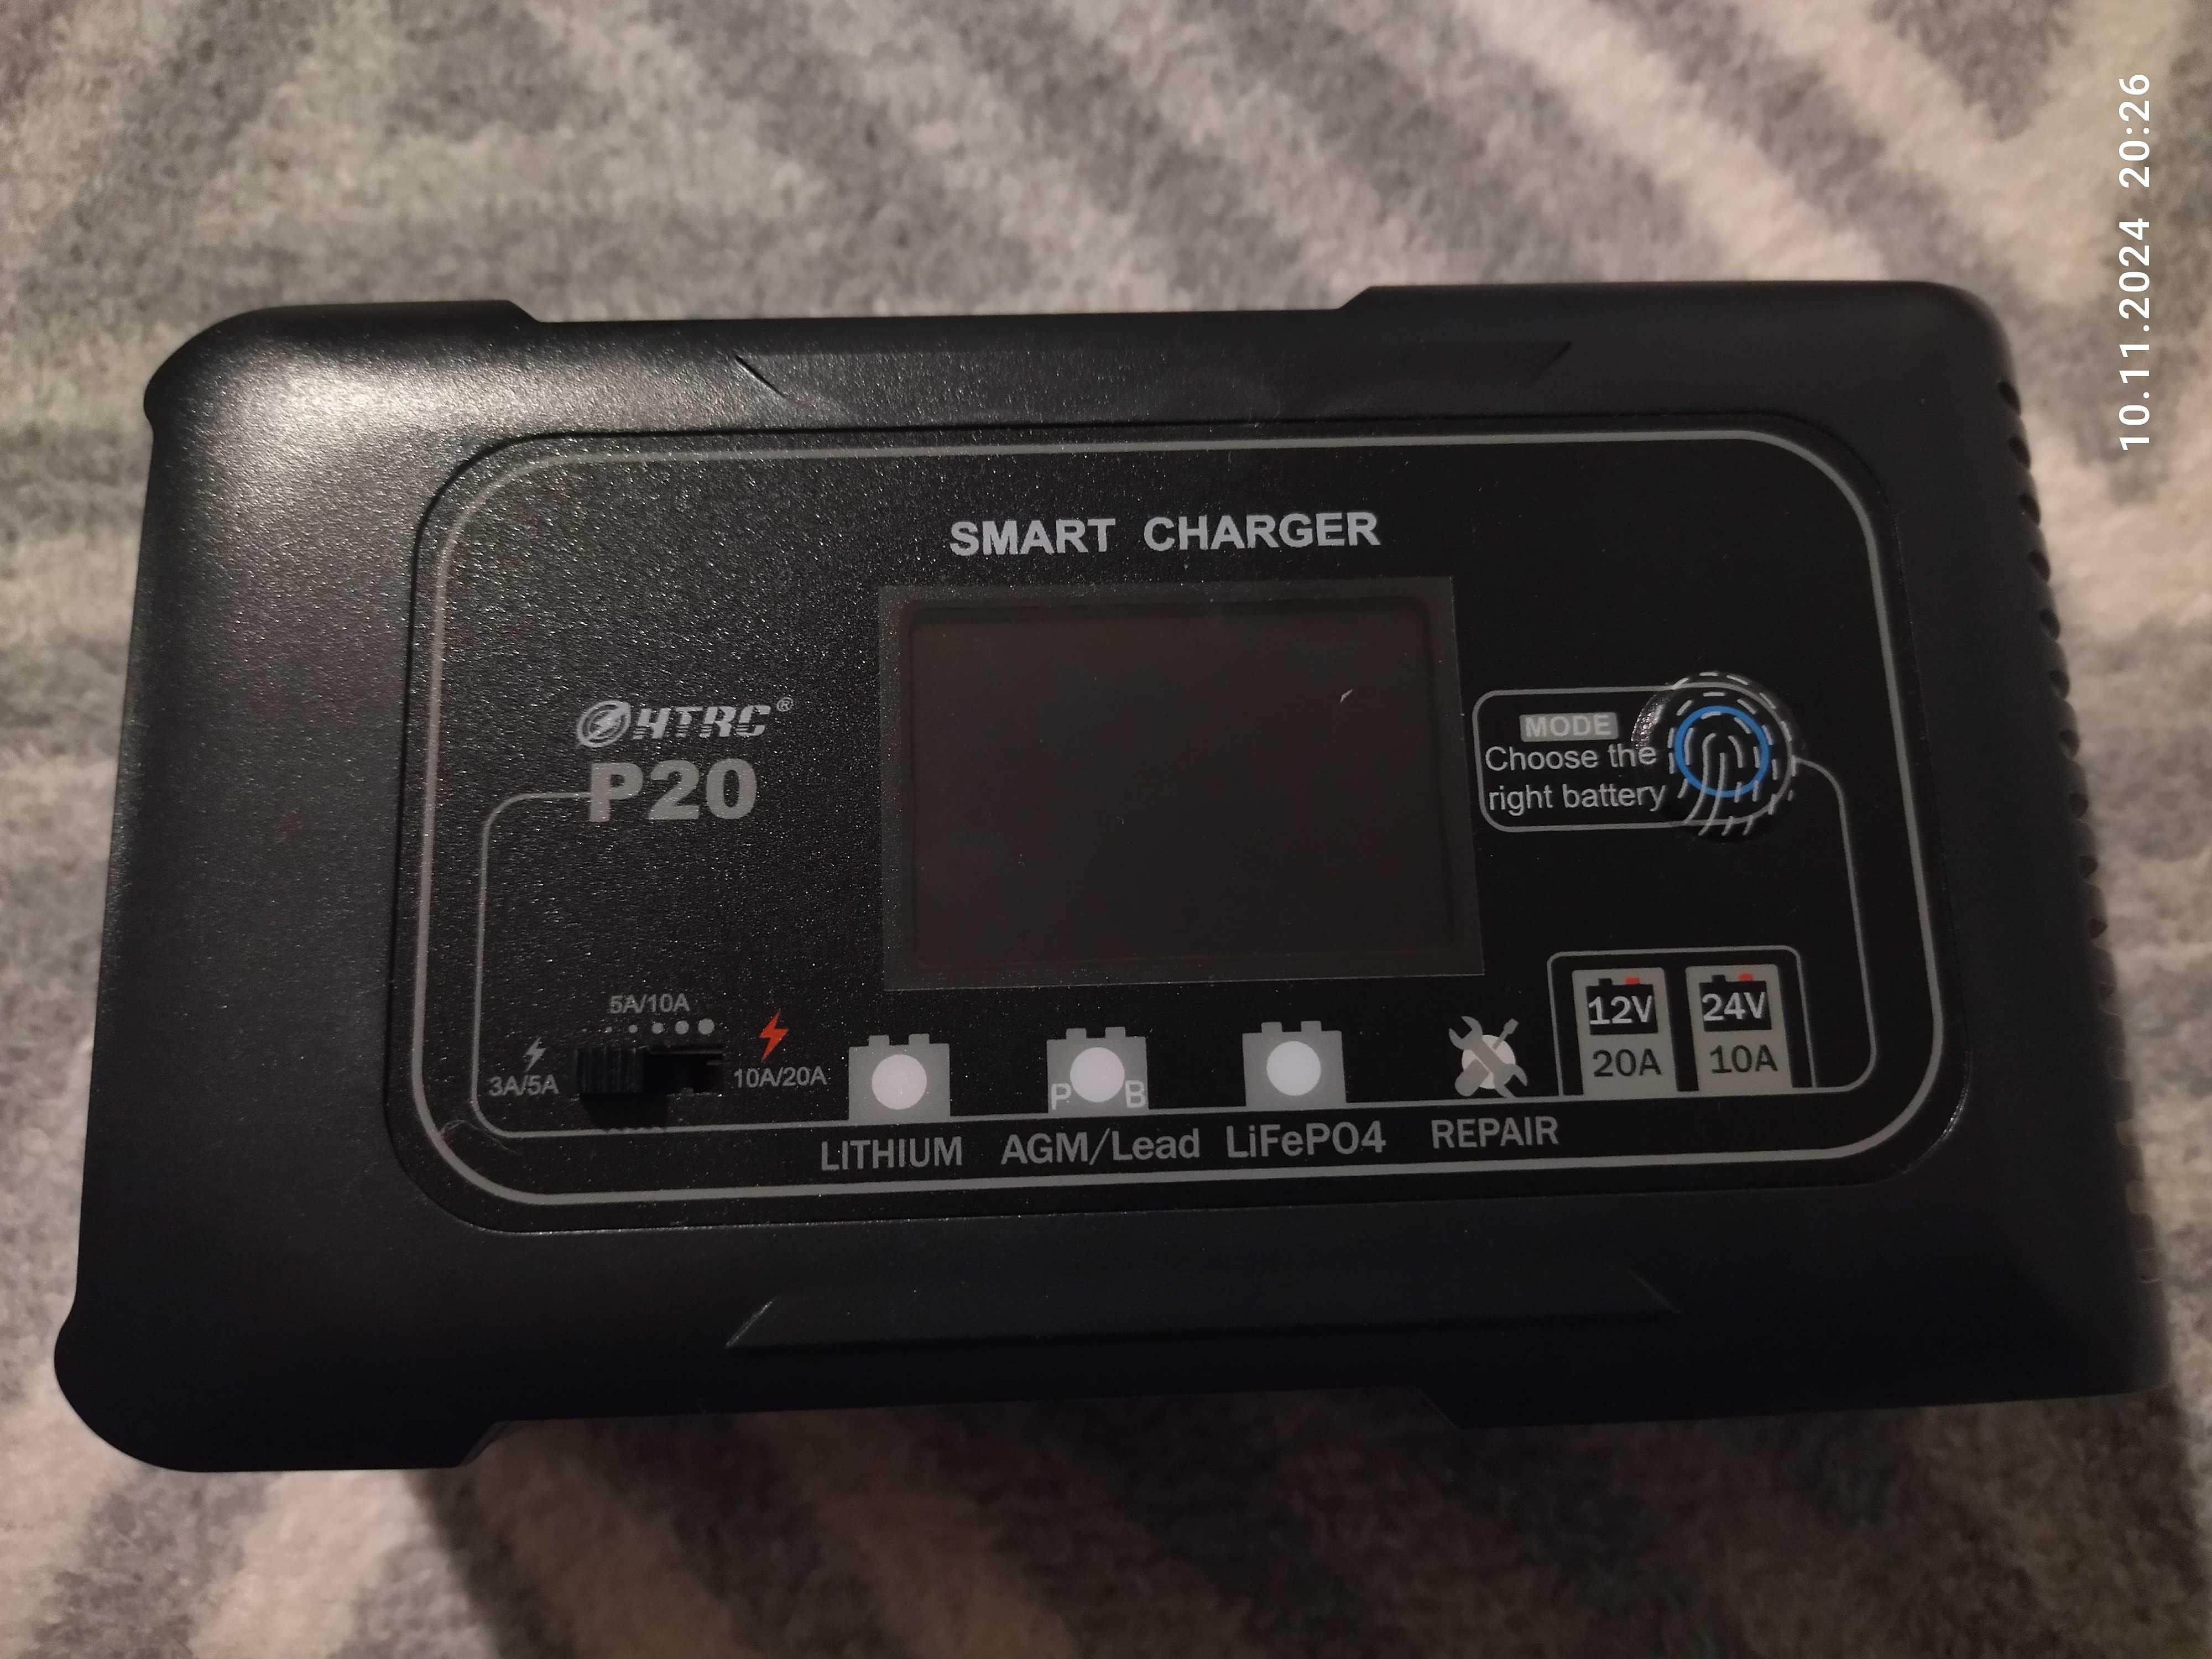 10.11.2024 20:26
SMART CHARGER
HTRC®
P20
MODE
Choose the
right battery
5A/10A
3A/5A
10A/20A
12V
20A
24V
10A
P B
LITHIUM
AGM/Lead
LiFePO4
REPAIR